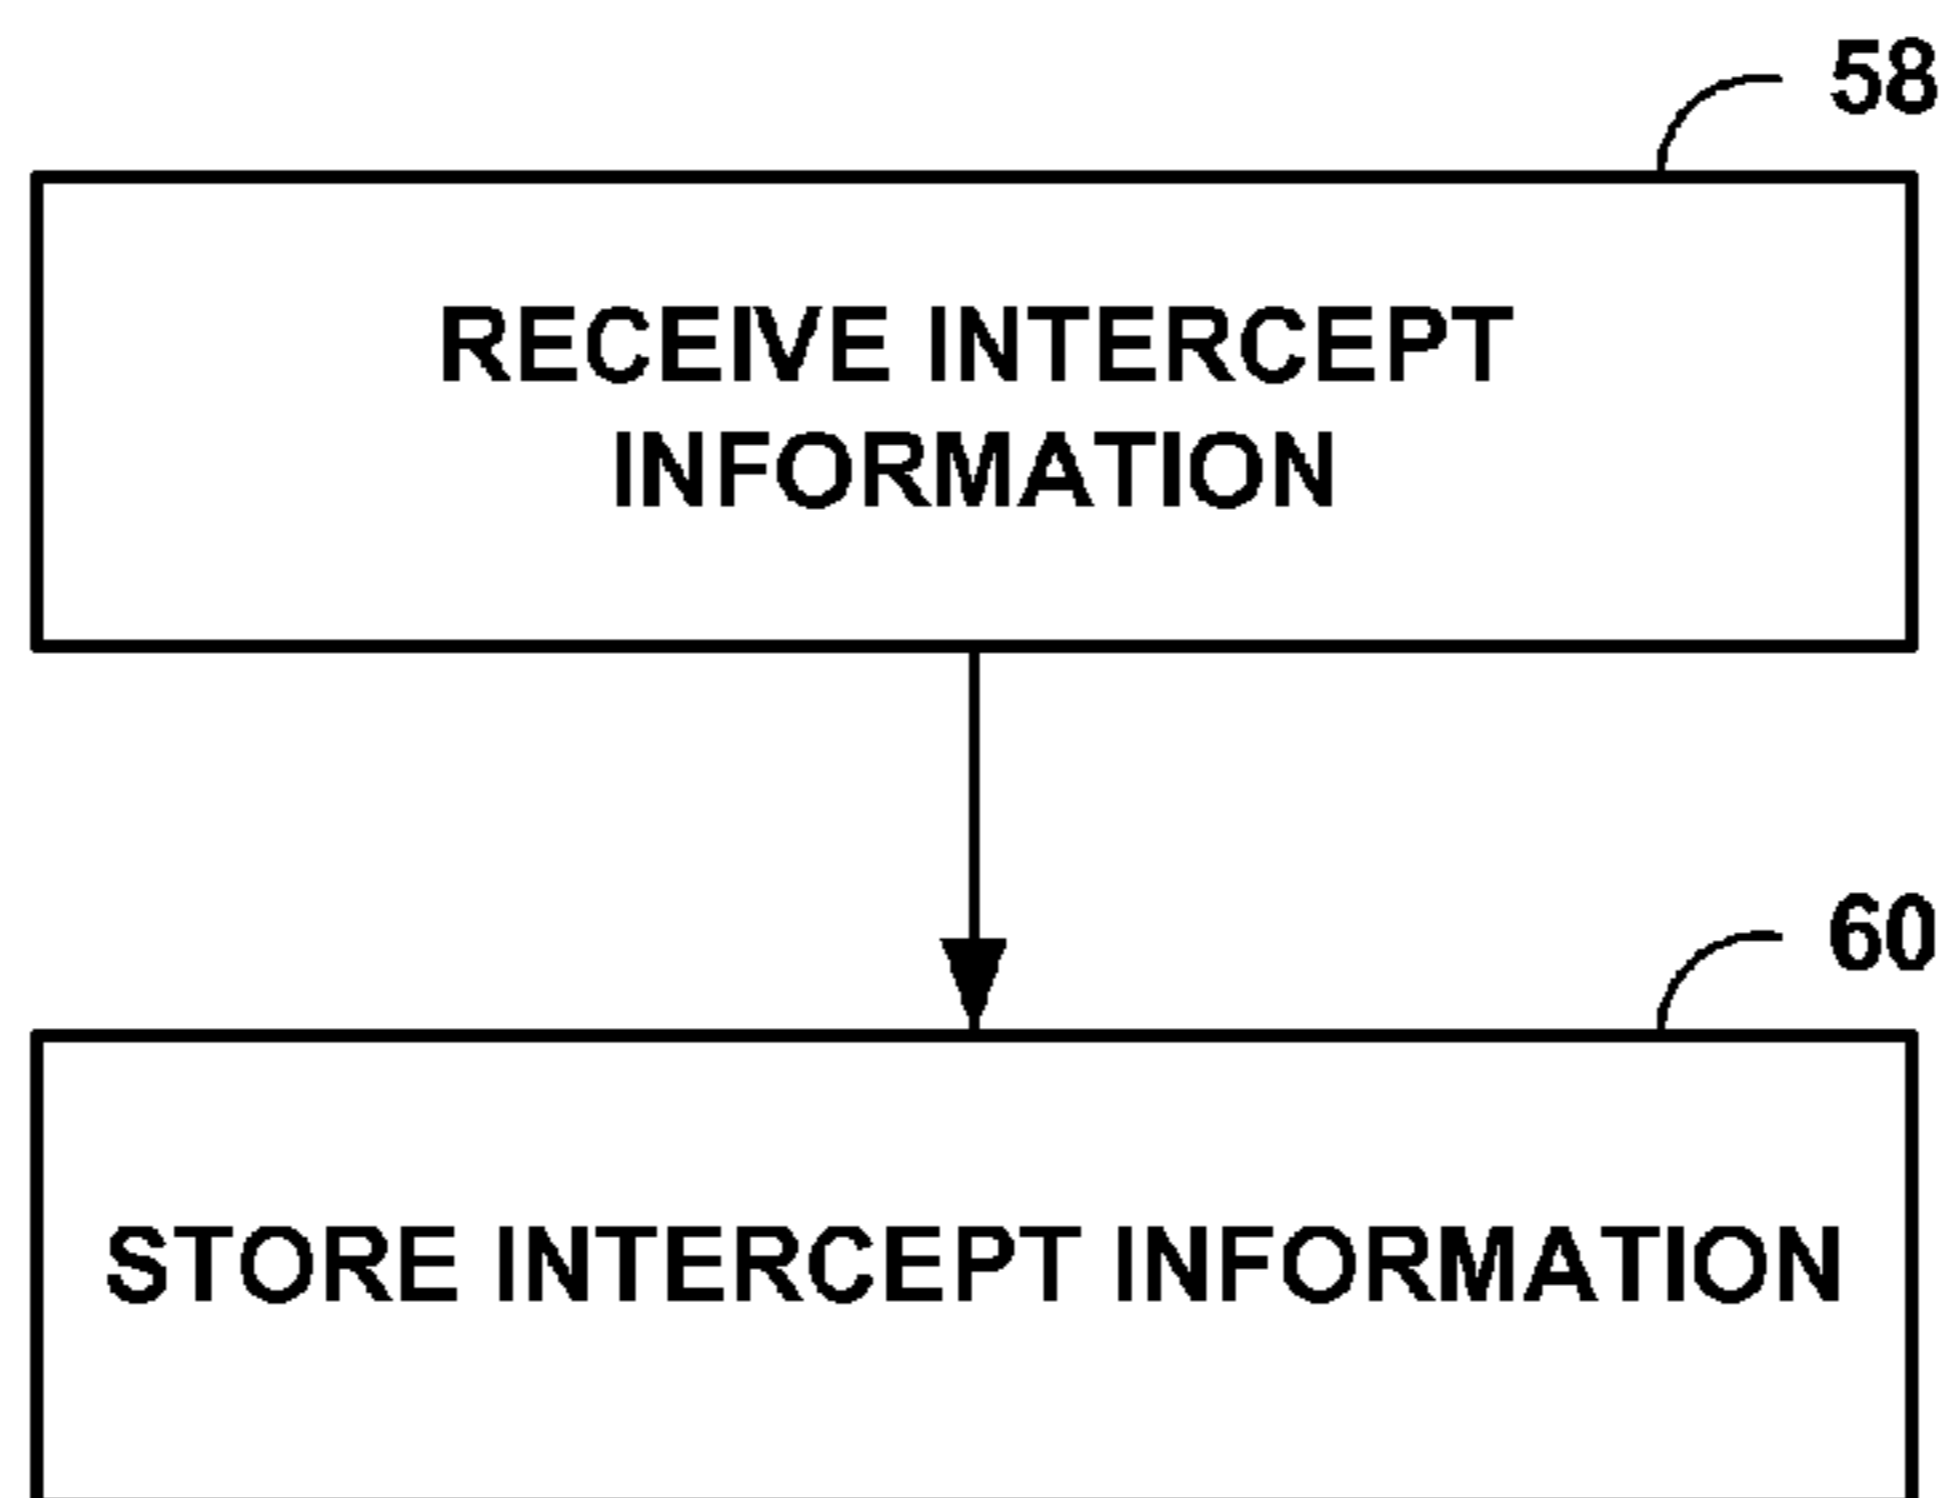 58
RECEIVE INTERCEPT
INFORMATION
60
STORE INTERCEPT INFORMATION